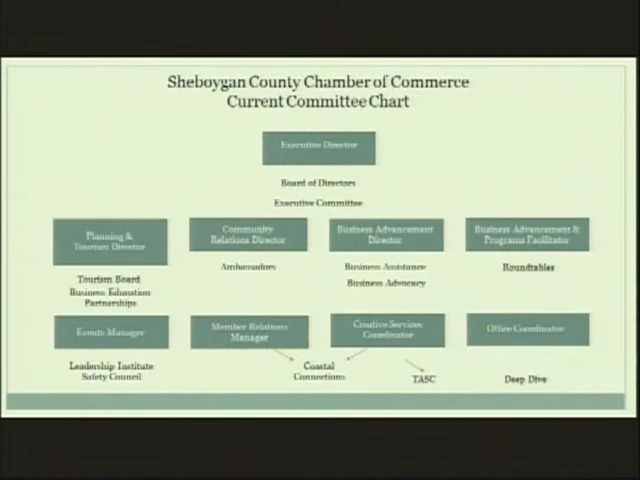 Sheboygan County Chamber of Commerce
Current Committee Chart
Executive Director
Board of Directors
Executive Committee
Planning &
Tourism Director
Tourism Board
Business Education
Partnerships
Community
Relations Director
Ambassadors
Business Advancement
Director
Business Assistance
Business Advocacy
Business Advancement &
Programs Facilitator
Roundtables
Events Manager
Leadership Institute
Safety Council
Member Relations
Manager
Creative Services
Coordinator
Coastal
Connections
TASC
Office Coordinator
Deep Dive